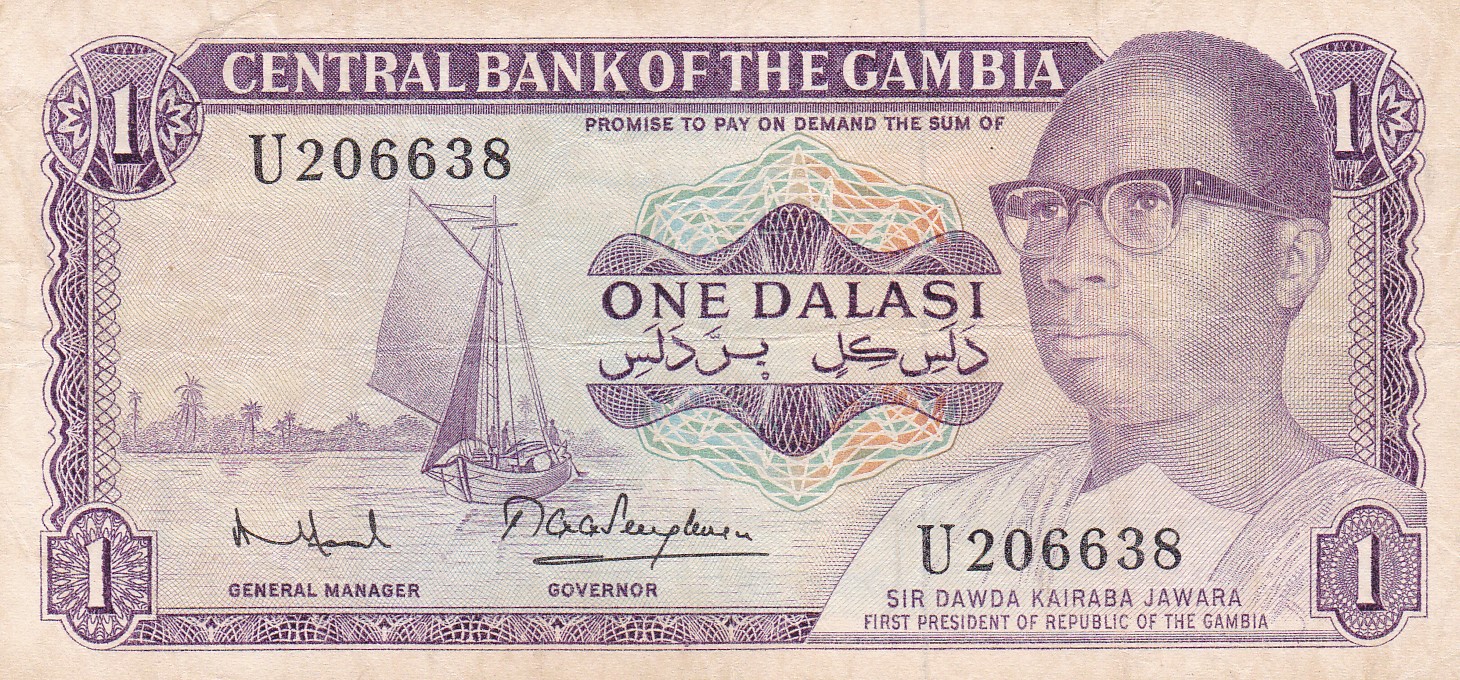 CENTRAL BANK OF THE GAMBIA
1
1
PROMISE TO PAY ON DEMAND THE SUM OF
U206638
ONE DALASI
دَلَسِ كِلٍ بِرَّدَلَسِ
U206638
GENERAL MANAGER
GOVERNOR
SIR DAWDA KAIRABA JAWARA
FIRST PRESIDENT OF REPUBLIC OF THE GAMBIA
1
1